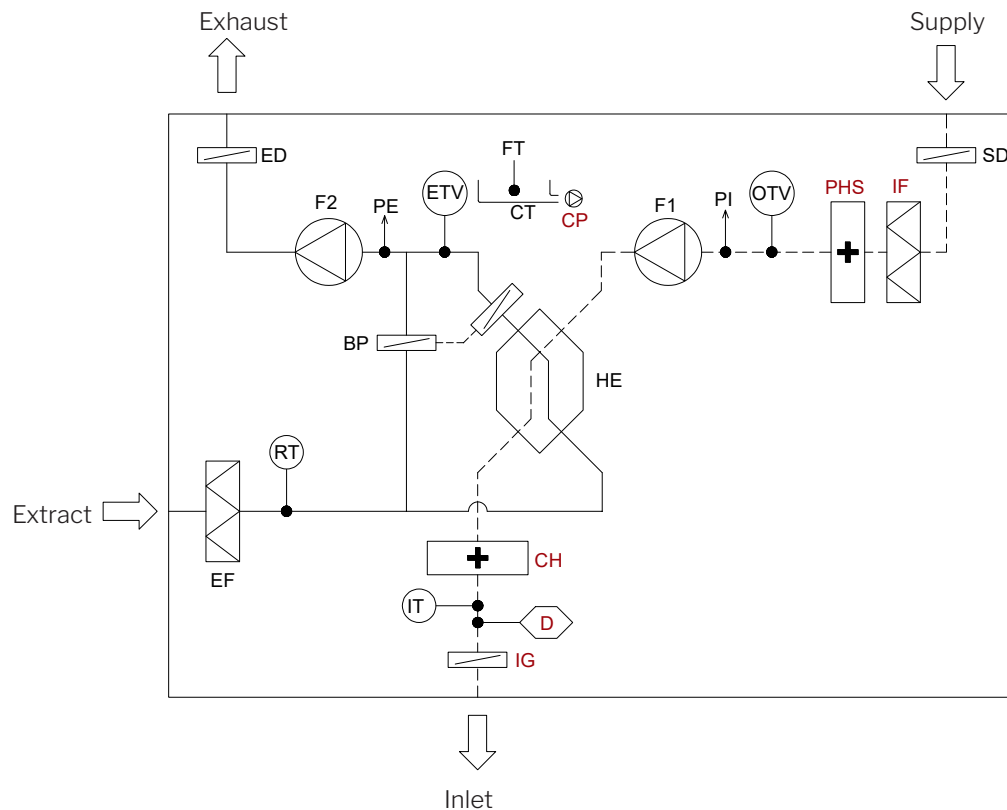 Exhaust
Supply
ED
F2
PE
ETV
FT
CT
CP
F1
PI
OTV
PHS
IF
SD
BP
HE
RT
Extract
EF
CH
IT
D
IG
Inlet